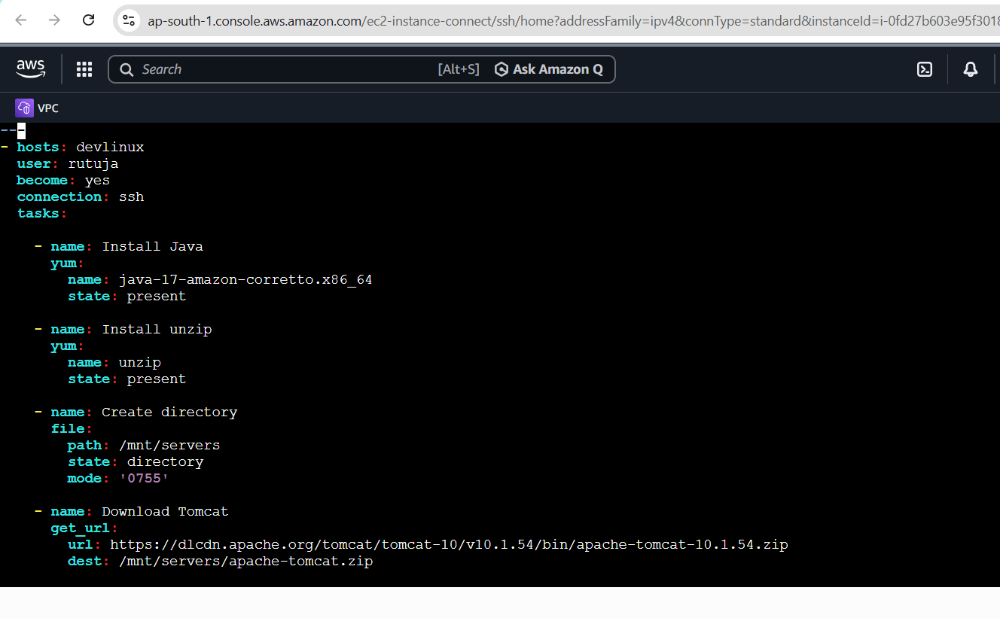 ap-south-1.console.aws.amazon.com/ec2-instance-connect/ssh/home?addressFamily=ipv4&connType=standard&instanceId=i-0fd27b603e95f3018
aws
Search [Alt+S] Ask Amazon Q
VPC
---
- hosts: devlinux
  user: rutuja
  become: yes
  connection: ssh
  tasks:

    - name: Install Java
      yum:
        name: java-17-amazon-corretto.x86_64
        state: present

    - name: Install unzip
      yum:
        name: unzip
        state: present

    - name: Create directory
      file:
        path: /mnt/servers
        state: directory
        mode: '0755'

    - name: Download Tomcat
      get_url:
        url: https://dlcdn.apache.org/tomcat/tomcat-10/v10.1.54/bin/apache-tomcat-10.1.54.zip
        dest: /mnt/servers/apache-tomcat.zip